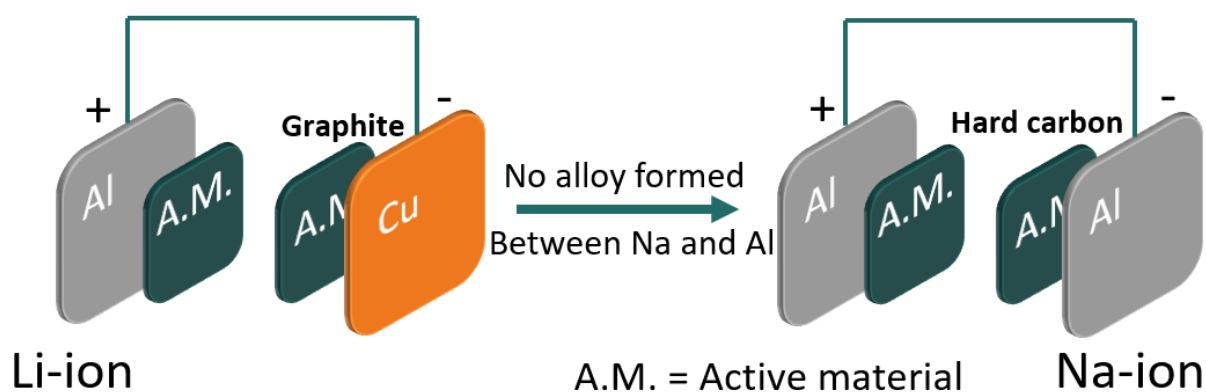 +
-
Graphite
Al
A.M.
A.M
Cu
No alloy formed
Between Na and Al
+
-
Hard carbon
Al
A.M.
A.M
Al
Li-ion
A.M. = Active material
Na-ion